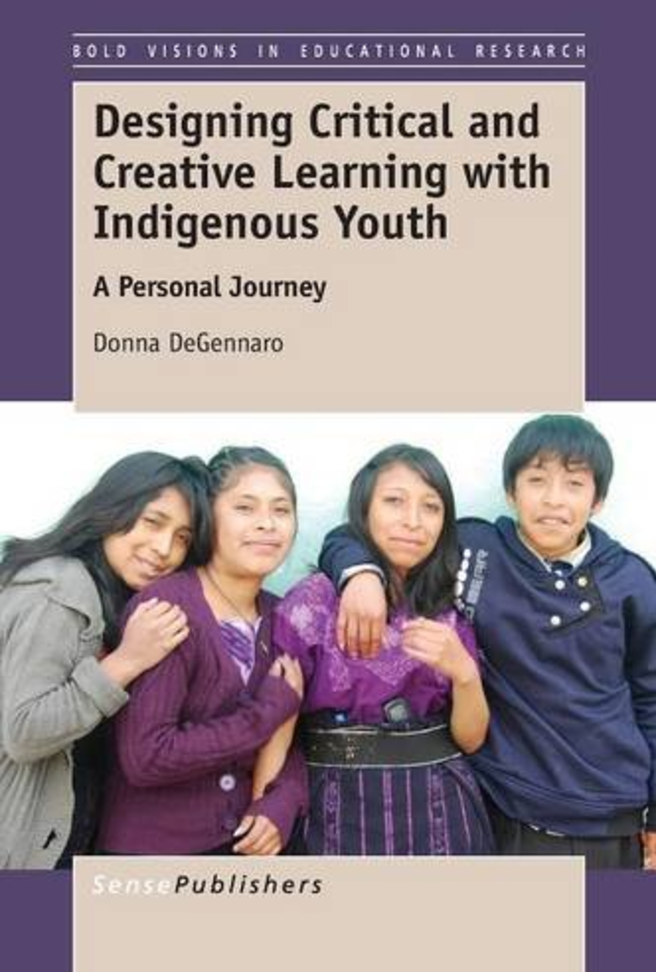 BOLD VISIONS IN EDUCATIONAL RESEARCH
Designing Critical and
Creative Learning with
Indigenous Youth
A Personal Journey
Donna DeGennaro
SensePublishers